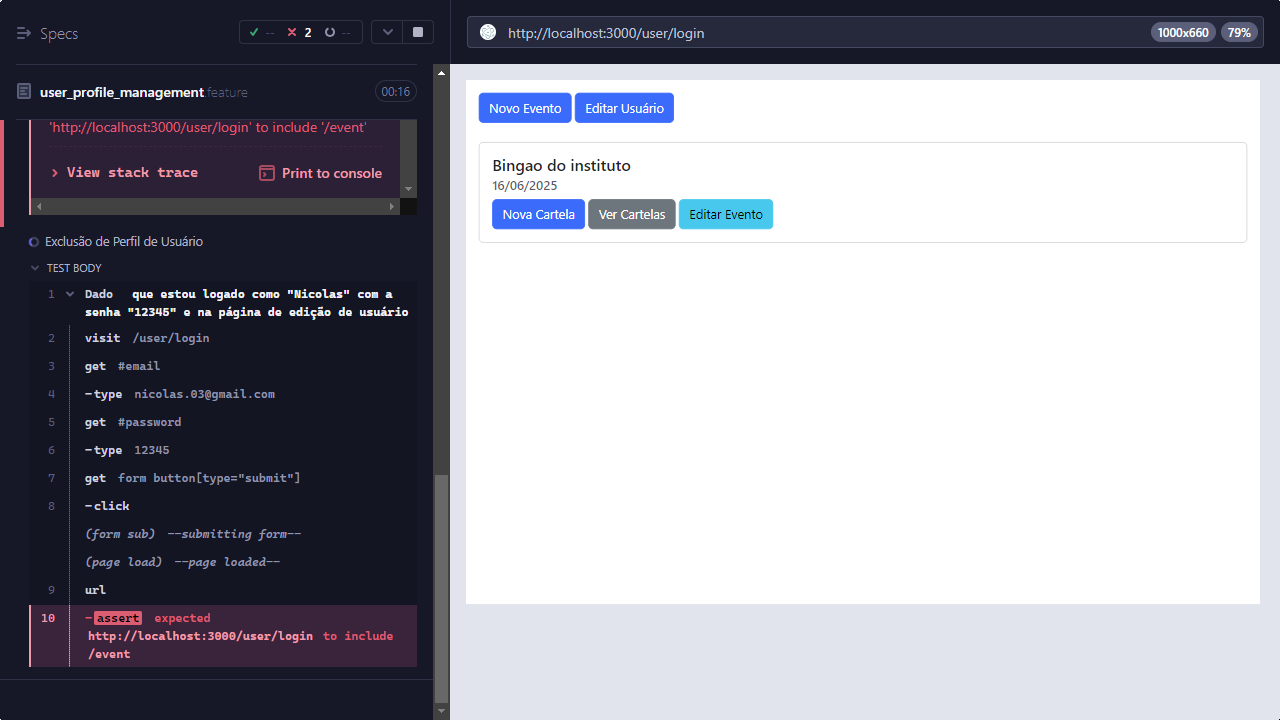 Specs
-- 2 --
user_profile_management.feature
00:16
'http://localhost:3000/user/login' to include '/event'
View stack trace
Print to console
Exclusão de Perfil de Usuário
TEST BODY
1 Dado que estou logado como "Nicolas" com a
senha "12345" e na página de edição de usuário
2 visit /user/login
3 get #email
4 -type nicolas.03@gmail.com
5 get #password
6 -type 12345
7 get form button[type="submit"]
8 -click
(form sub) --submitting form--
(page load) --page loaded--
9 url
10 -assert expected
http://localhost:3000/user/login to include
/event
http://localhost:3000/user/login
1000x660 79%
Novo Evento Editar Usuário
Bingao do instituto
16/06/2025
Nova Cartela Ver Cartelas Editar Evento